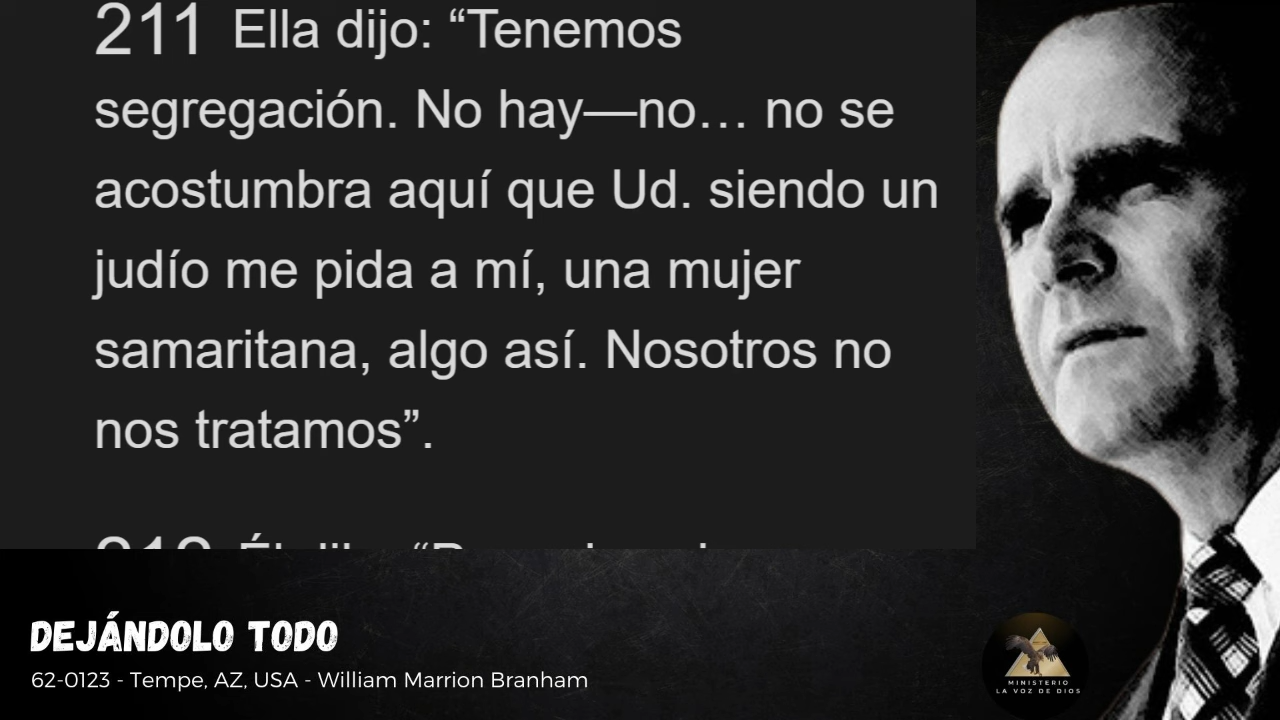 211 Ella dijo: “Tenemos
segregación. No hay—no… no se
acostumbra aquí que Ud. siendo un
judío me pida a mí, una mujer
samaritana, algo así. Nosotros no
nos tratamos”.
DEJÁNDOLO TODO
62-0123 - Tempe, AZ, USA - William Marrion Branham
MINISTERIO
LA VOZ DE DIOS